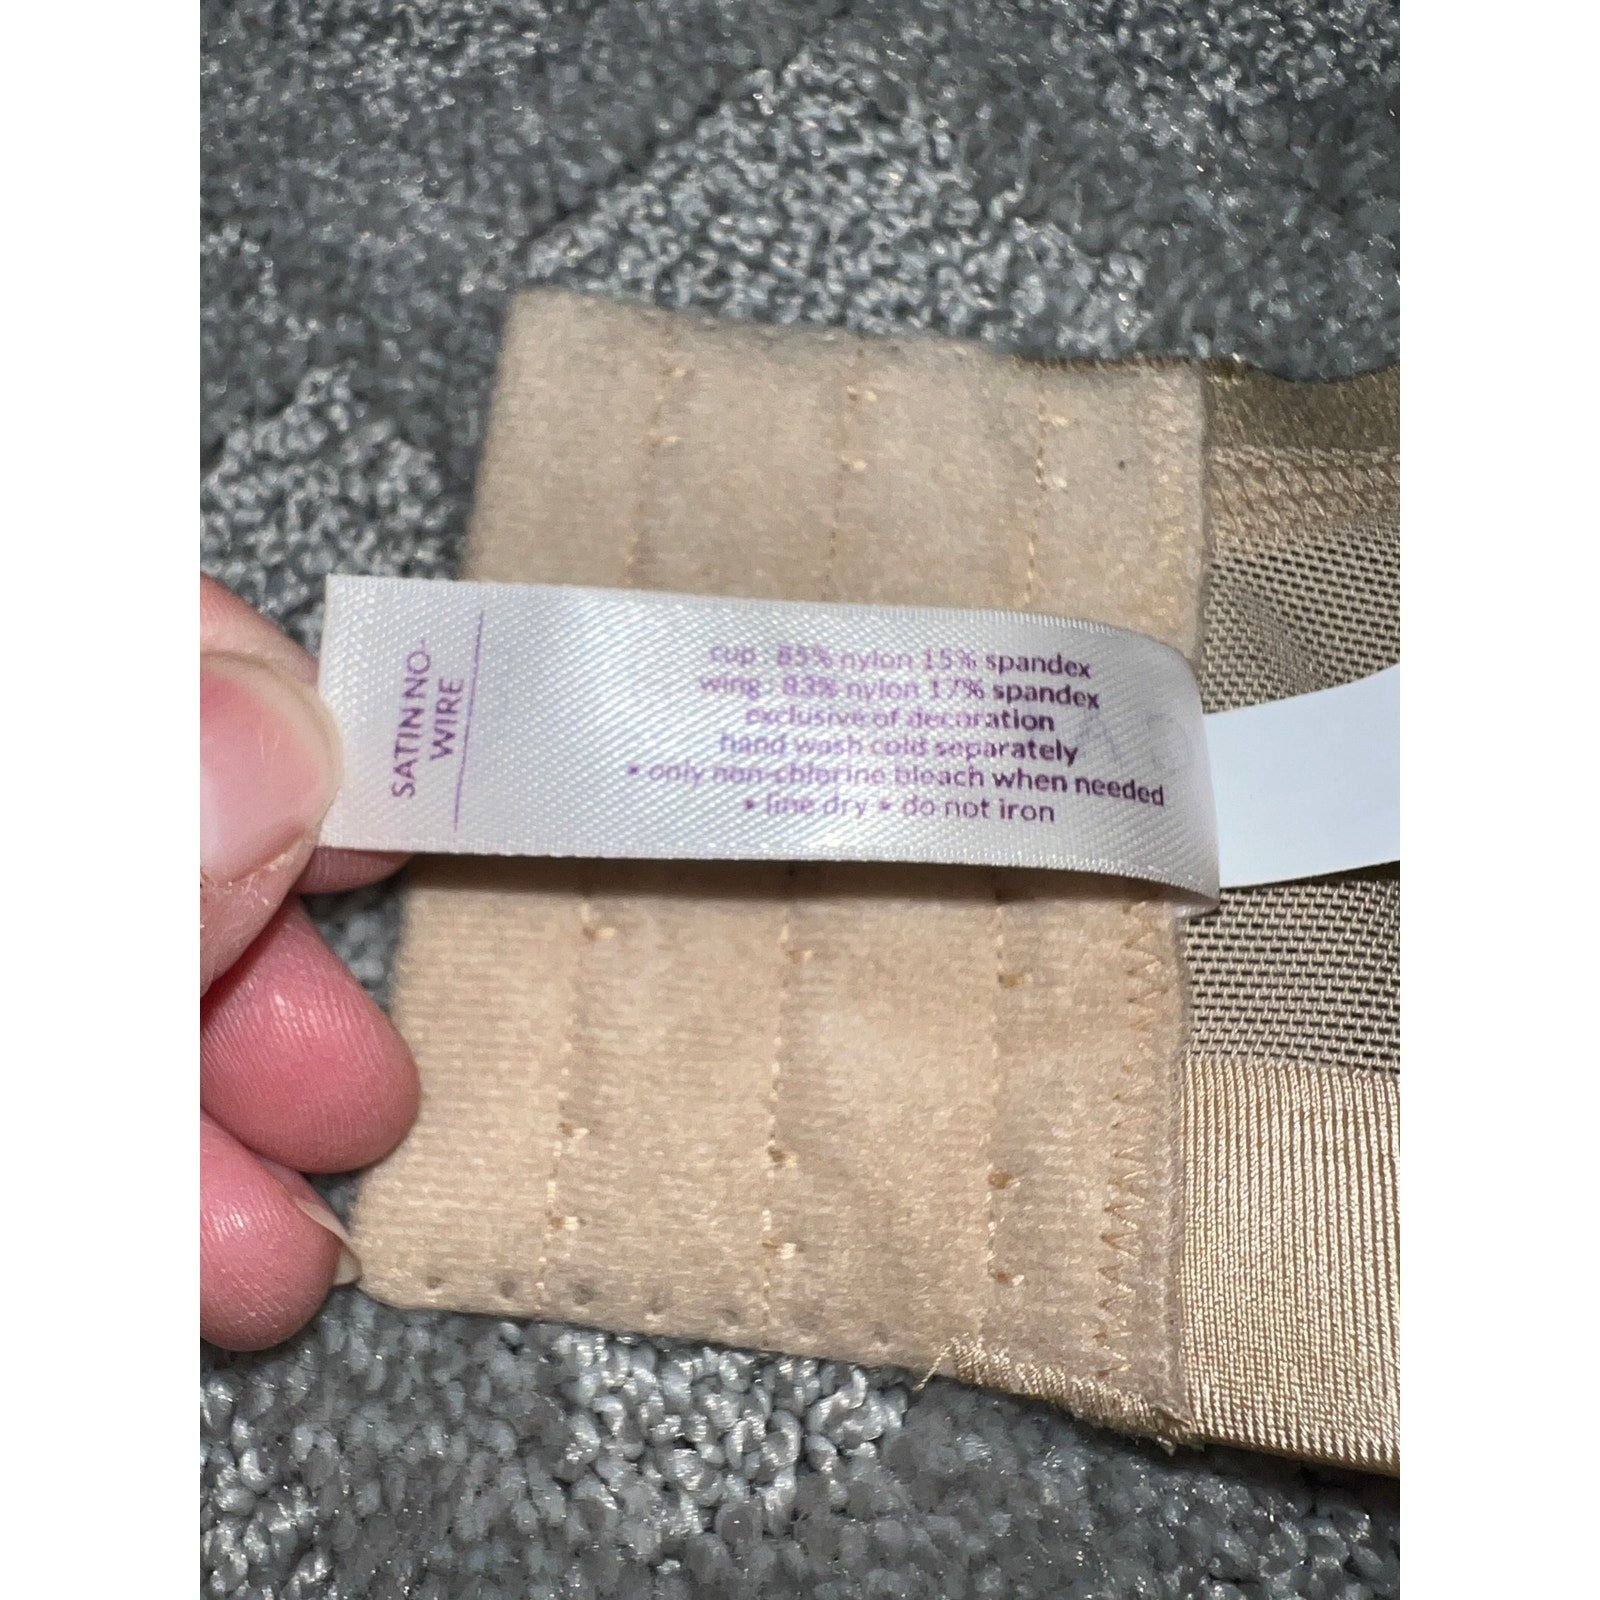 SATIN NO-
WIRE
cup : 85% nylon 15% spandex
wing : 83% nylon 17% spandex
exclusive of decoration
hand wash cold separately
• only non-chlorine bleach when needed
• line dry • do not iron